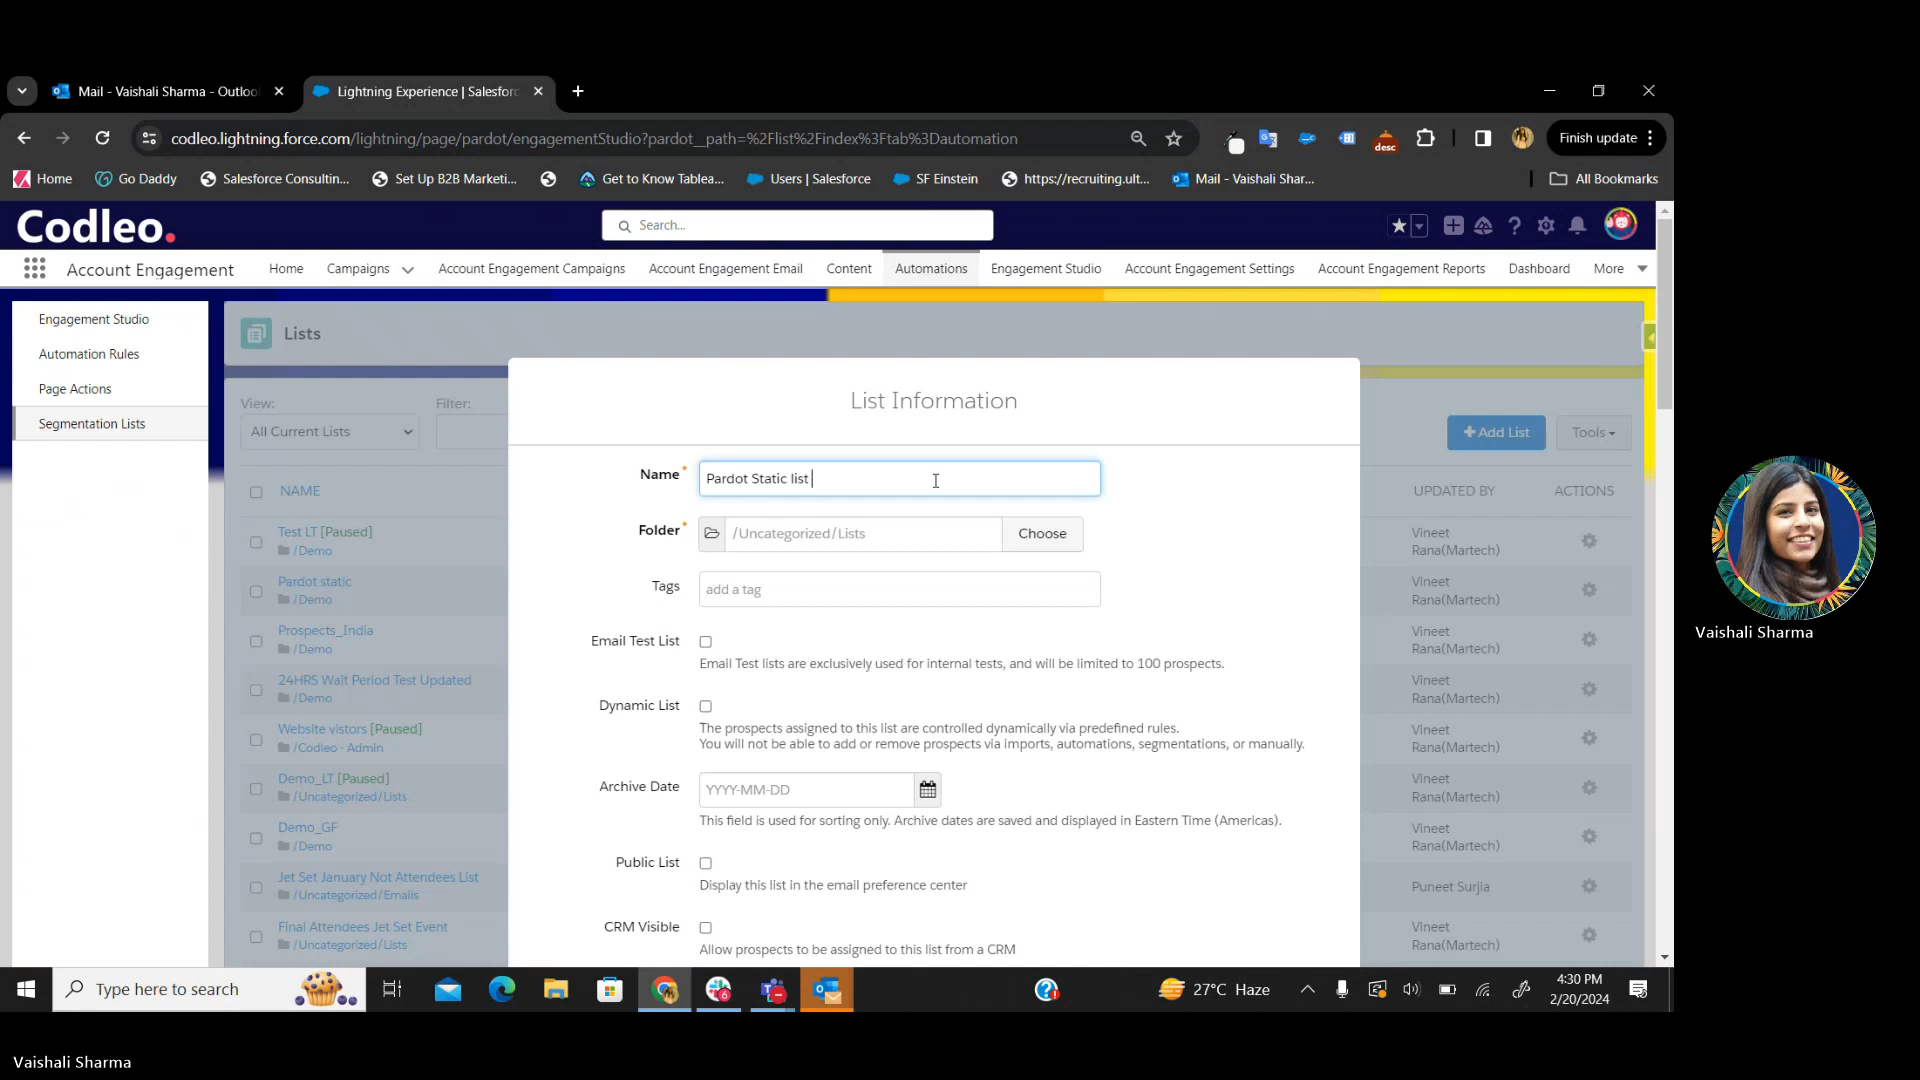 Mail - Vaishali Sharma - Outloo
Lightning Experience | Salesforc
codleo.lightning.force.com/lightning/page/pardot/engagementStudio?pardot__path=%2Flist%2Findex%3Ftab%3Dautomation
desc
Finish update
Home
Go Daddy
Salesforce Consultin...
Set Up B2B Marketi...
Get to Know Tablea...
Users | Salesforce
SF Einstein
https://recruiting.ult...
Mail - Vaishali Shar...
All Bookmarks
Codleo.
Search...
Account Engagement
Home
Campaigns
Account Engagement Campaigns
Account Engagement Email
Content
Automations
Engagement Studio
Account Engagement Settings
Account Engagement Reports
Dashboard
More
Engagement Studio
Automation Rules
Page Actions
Segmentation Lists
Lists
View:
Filter:
All Current Lists
+ Add List
Tools
NAME
UPDATED BY
ACTIONS
Test LT [Paused]
/Demo
Vineet
Rana(Martech)
Pardot static
/Demo
Vineet
Rana(Martech)
Prospects_India
/Demo
Vineet
Rana(Martech)
24HRS Wait Period Test Updated
/Demo
Vineet
Rana(Martech)
Website vistors [Paused]
/Codleo - Admin
Vineet
Rana(Martech)
Demo_LT [Paused]
/Uncategorized/Lists
Vineet
Rana(Martech)
Demo_GF
/Demo
Vineet
Rana(Martech)
Jet Set January Not Attendees List
/Uncategorized/Emails
Puneet Surjia
Final Attendees Jet Set Event
/Uncategorized/Lists
Vineet
Rana(Martech)
List Information
Name* Pardot Static list
Folder* /Uncategorized/Lists Choose
Tags add a tag
Email Test List
Email Test lists are exclusively used for internal tests, and will be limited to 100 prospects.
Dynamic List
The prospects assigned to this list are controlled dynamically via predefined rules.
You will not be able to add or remove prospects via imports, automations, segmentations, or manually.
Archive Date YYYY-MM-DD
This field is used for sorting only. Archive dates are saved and displayed in Eastern Time (Americas).
Public List
Display this list in the email preference center
CRM Visible
Allow prospects to be assigned to this list from a CRM
Type here to search
6
27°C Haze
4:30 PM
2/20/2024
Vaishali Sharma
Vaishali Sharma